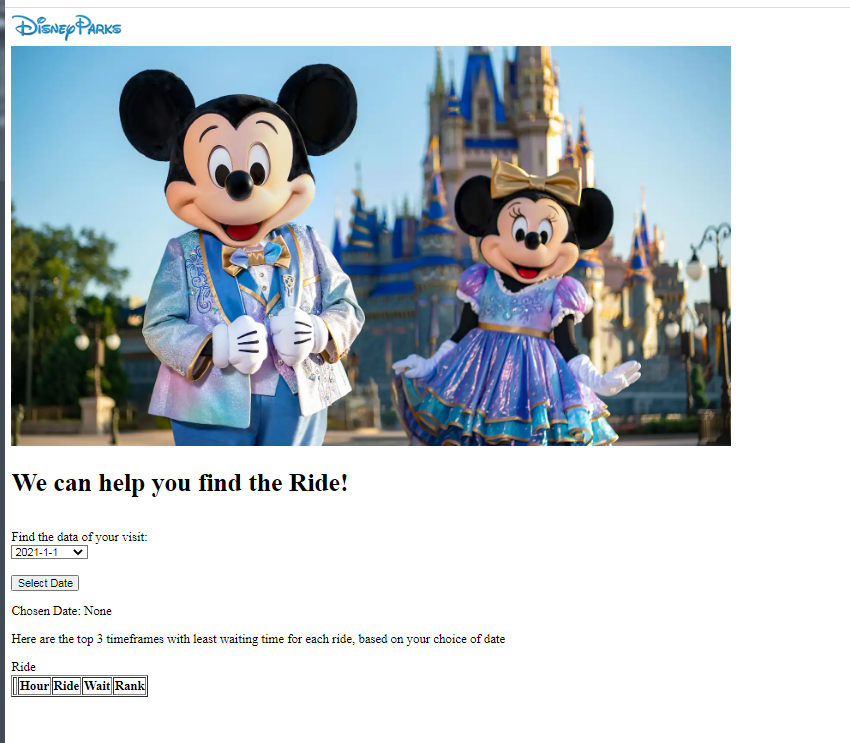 Disney Parks
We can help you find the Ride!
Find the data of your visit:
2021-1-1
Select Date
Chosen Date: None
Here are the top 3 timeframes with least waiting time for each ride, based on your choice of date
Ride
Hour Ride Wait Rank